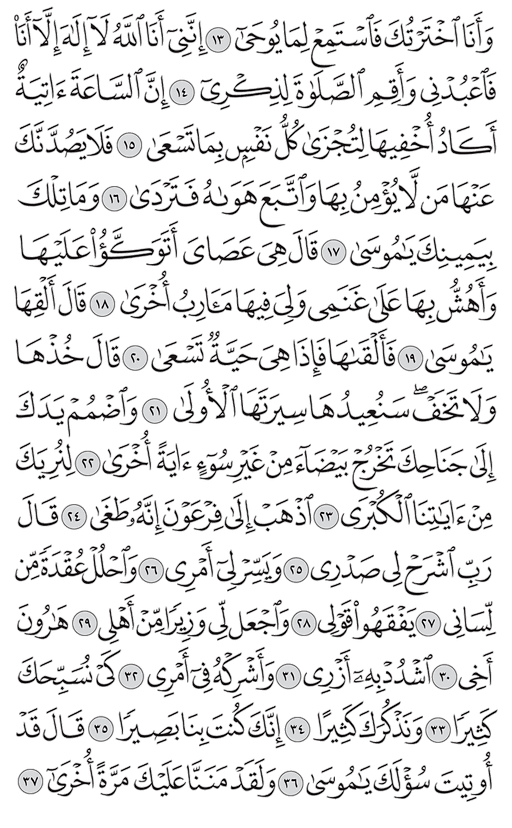 وَأَنَا ٱخْتَرْتُكَ فَٱسْتَمِعْ لِمَا يُوحَىٰٓ ١٣ إِنَّنِىٓ أَنَا ٱللَّهُ لَآ إِلَٰهَ إِلَّآ أَنَا۠
فَٱعْبُدْنِى وَأَقِمِ ٱلصَّلَوٰةَ لِذِكْرِىٓ ١٤ إِنَّ ٱلسَّاعَةَ ءَاتِيَةٌ
أَكَادُ أُخْفِيهَا لِتُجْزَىٰ كُلُّ نَفْسٍۭ بِمَا تَسْعَىٰ ١٥ فَلَا يَصُدَّنَّكَ
عَنْهَا مَن لَّا يُؤْمِنُ بِهَا وَٱتَّبَعَ هَوَىٰهُ فَتَرْدَىٰ ١٦ وَمَا تِلْكَ
بِيَمِينِكَ يَٰمُوسَىٰ ١٧ قَالَ هِىَ عَصَاىَ أَتَوَكَّؤُا۟ عَلَيْهَا
وَأَهُشُّ بِهَا عَلَىٰ غَنَمِى وَلِىَ فِيهَا مَـَٔارِبُ أُخْرَىٰ ١٨ قَالَ أَلْقِهَا
يَٰمُوسَىٰ ١٩ فَأَلْقَىٰهَا فَإِذَا هِىَ حَيَّةٌ تَسْعَىٰ ٢٠ قَالَ خُذْهَا
وَلَا تَخَفْ ۖ سَنُعِيدُهَا سِيرَتَهَا ٱلْأُولَىٰ ٢١ وَٱضْمُمْ يَدَكَ
إِلَىٰ جَنَاحِكَ تَخْرُجْ بَيْضَآءَ مِنْ غَيْرِ سُوٓءٍ ءَايَةً أُخْرَىٰ ٢٢ لِنُرِيَكَ
مِنْ ءَايَٰتِنَا ٱلْكُبْرَى ٢٣ ٱذْهَبْ إِلَىٰ فِرْعَوْنَ إِنَّهُۥ طَغَىٰ ٢٤ قَالَ
رَبِّ ٱشْرَحْ لِى صَدْرِى ٢٥ وَيَسِّرْ لِىٓ أَمْرِى ٢٦ وَٱحْلُلْ عُقْدَةً مِّن
لِّسَانِى ٢٧ يَفْقَهُوا۟ قَوْلِى ٢٨ وَٱجْعَل لِّى وَزِيرًا مِّنْ أَهْلِى ٢٩ هَٰرُونَ
أَخِى ٣٠ ٱشْدُدْ بِهِۦٓ أَزْرِى ٣١ وَأَشْرِكْهُ فِىٓ أَمْرِى ٣٢ كَىْ نُسَبِّحَكَ
كَثِيرًا ٣٣ وَنَذْكُرَكَ كَثِيرًا ٣٤ إِنَّكَ كُنتَ بِنَا بَصِيرًا ٣٥ قَالَ قَدْ
أُوتِيتَ سُؤْلَكَ يَٰمُوسَىٰ ٣٦ وَلَقَدْ مَنَنَّا عَلَيْكَ مَرَّةً أُخْرَىٰٓ ٣٧